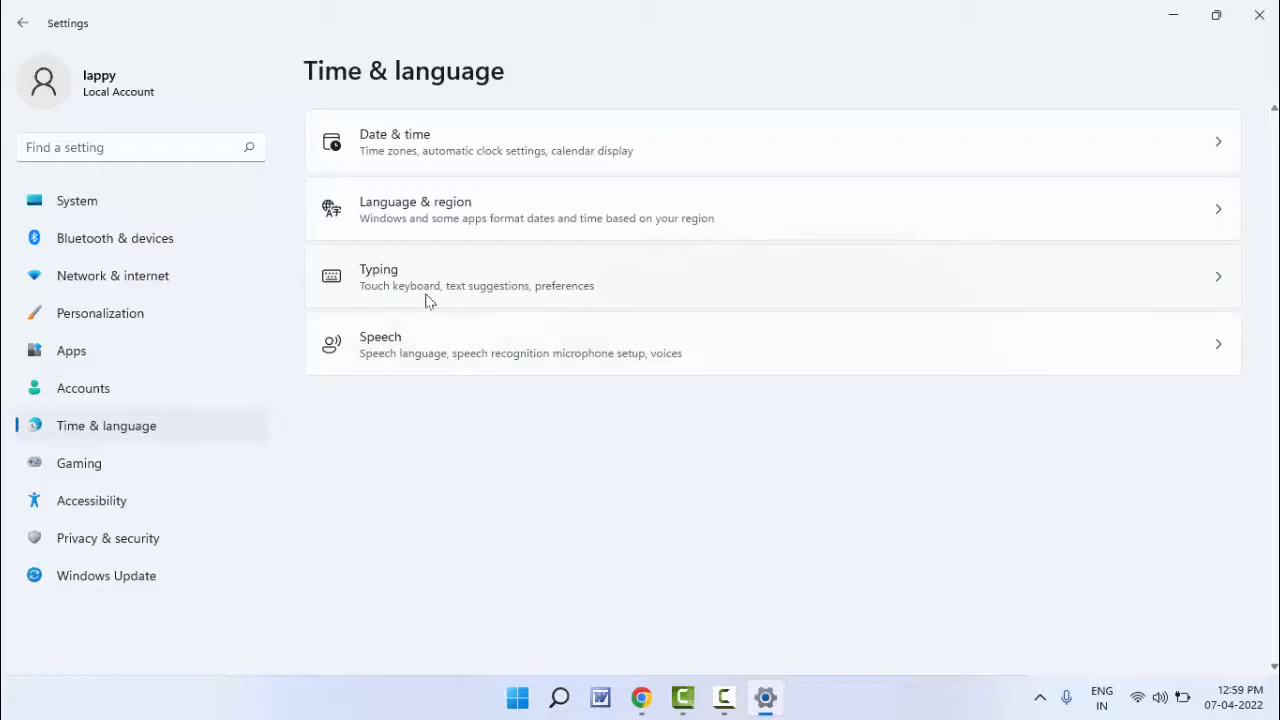 Settings
lappy
Local Account
Find a setting
System
Bluetooth & devices
Network & internet
Personalization
Apps
Accounts
Time & language
Gaming
Accessibility
Privacy & security
Windows Update
Time & language
Date & time
Time zones, automatic clock settings, calendar display
Language & region
Windows and some apps format dates and time based on your region
Typing
Touch keyboard, text suggestions, preferences
Speech
Speech language, speech recognition microphone setup, voices
W
C
C
ENG
IN
12:59 PM
07-04-2022